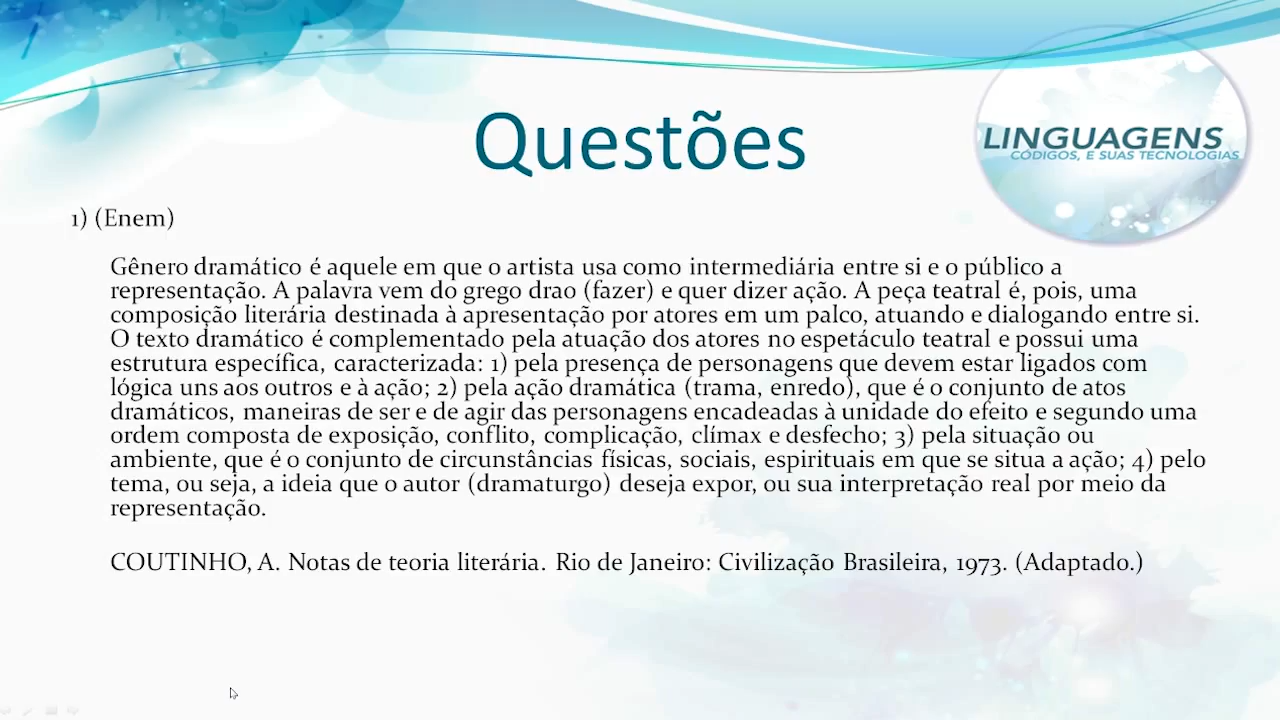 Questões
LINGUAGENS
CÓDIGOS, E SUAS TECNOLOGIAS
1) (Enem)
Gênero dramático é aquele em que o artista usa como intermediária entre si e o público a
representação. A palavra vem do grego drao (fazer) e quer dizer ação. A peça teatral é, pois, uma
composição literária destinada à apresentação por atores em um palco, atuando e dialogando entre si.
O texto dramático é complementado pela atuação dos atores no espetáculo teatral e possui uma
estrutura específica, caracterizada: 1) pela presença de personagens que devem estar ligados com
lógica uns aos outros e à ação; 2) pela ação dramática (trama, enredo), que é o conjunto de atos
dramáticos, maneiras de ser e de agir das personagens encadeadas à unidade do efeito e segundo uma
ordem composta de exposição, conflito, complicação, clímax e desfecho; 3) pela situação ou
ambiente, que é o conjunto de circunstâncias físicas, sociais, espirituais em que se situa a ação; 4) pelo
tema, ou seja, a ideia que o autor (dramaturgo) deseja expor, ou sua interpretação real por meio da
representação.
COUTINHO, A. Notas de teoria literária. Rio de Janeiro: Civilização Brasileira, 1973. (Adaptado.)